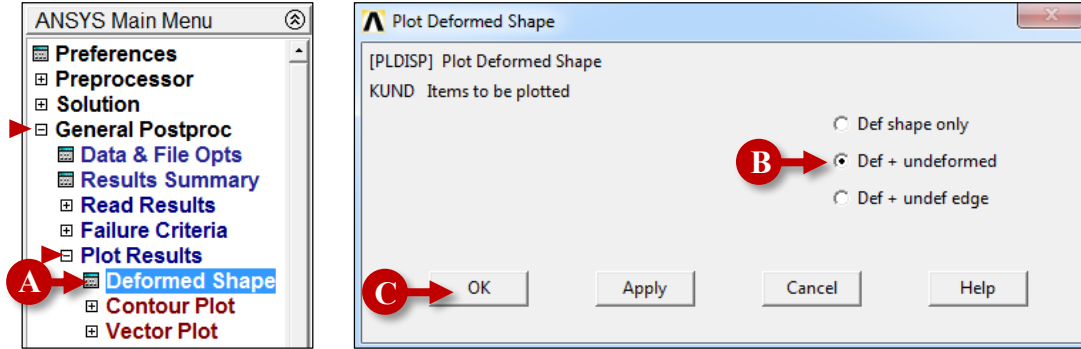 ANSYS Main Menu
Preferences
Preprocessor
Solution
General Postproc
Data & File Opts
Results Summary
Read Results
Failure Criteria
Plot Results
A
Deformed Shape
Contour Plot
Vector Plot
Plot Deformed Shape
[PLDISP] Plot Deformed Shape
KUND Items to be plotted
Def shape only
B
Def + undeformed
Def + undef edge
C
OK
Apply
Cancel
Help